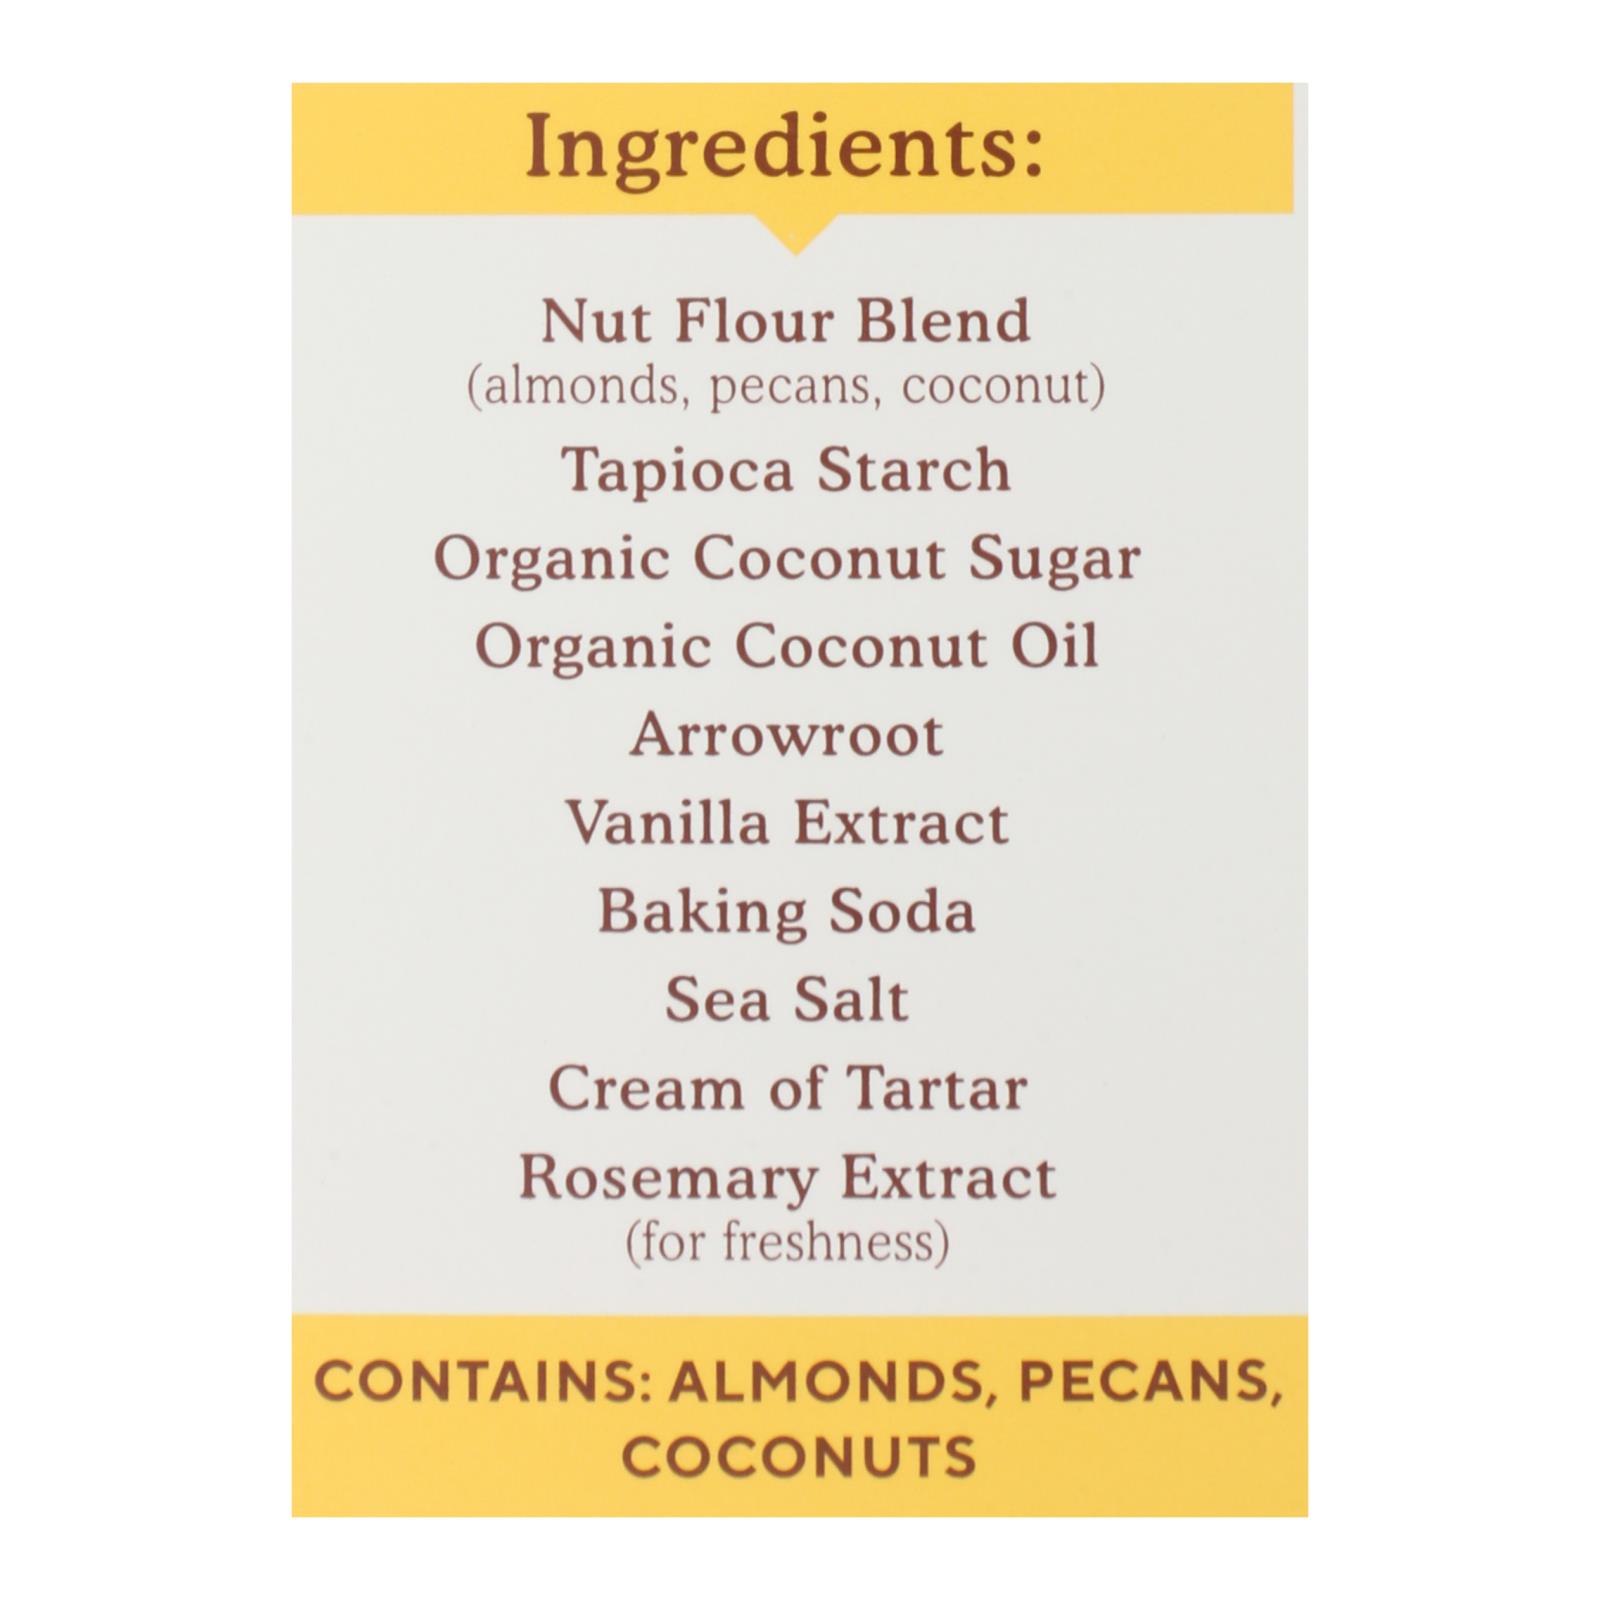 Ingredients:
Nut Flour Blend
(almonds, pecans, coconut)
Tapioca Starch
Organic Coconut Sugar
Organic Coconut Oil
Arrowroot
Vanilla Extract
Baking Soda
Sea Salt
Cream of Tartar
Rosemary Extract
(for freshness)
CONTAINS: ALMONDS, PECANS,
COCONUTS